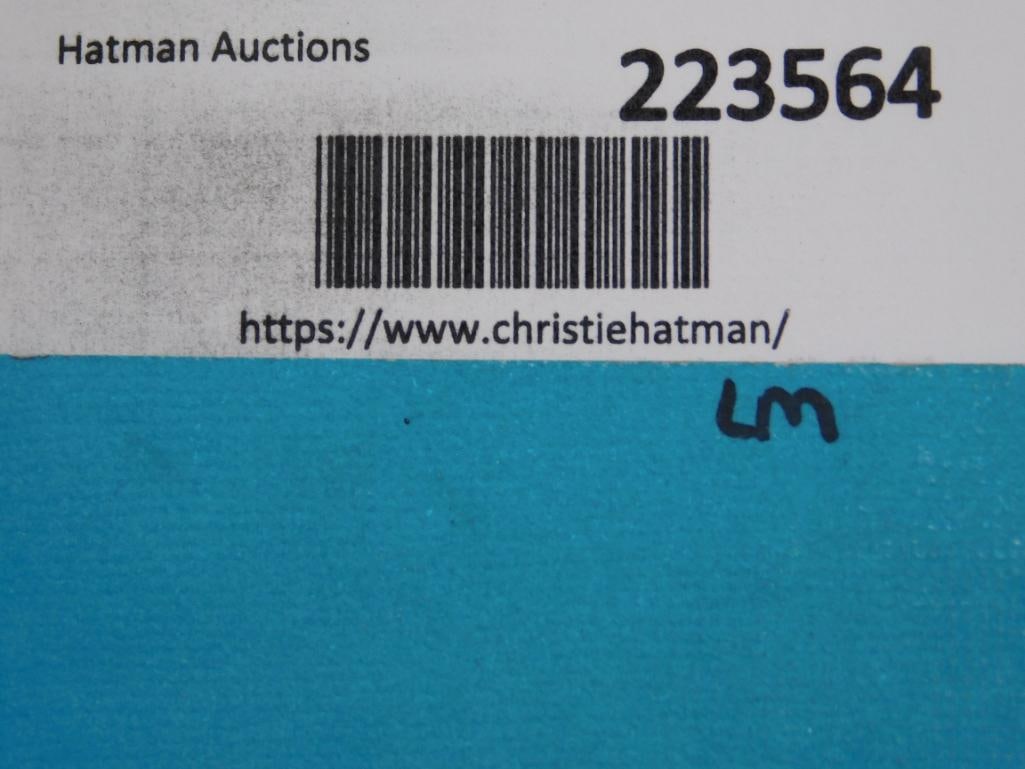 Hatman Auctions
223564
https://www.christiehatman/
LM